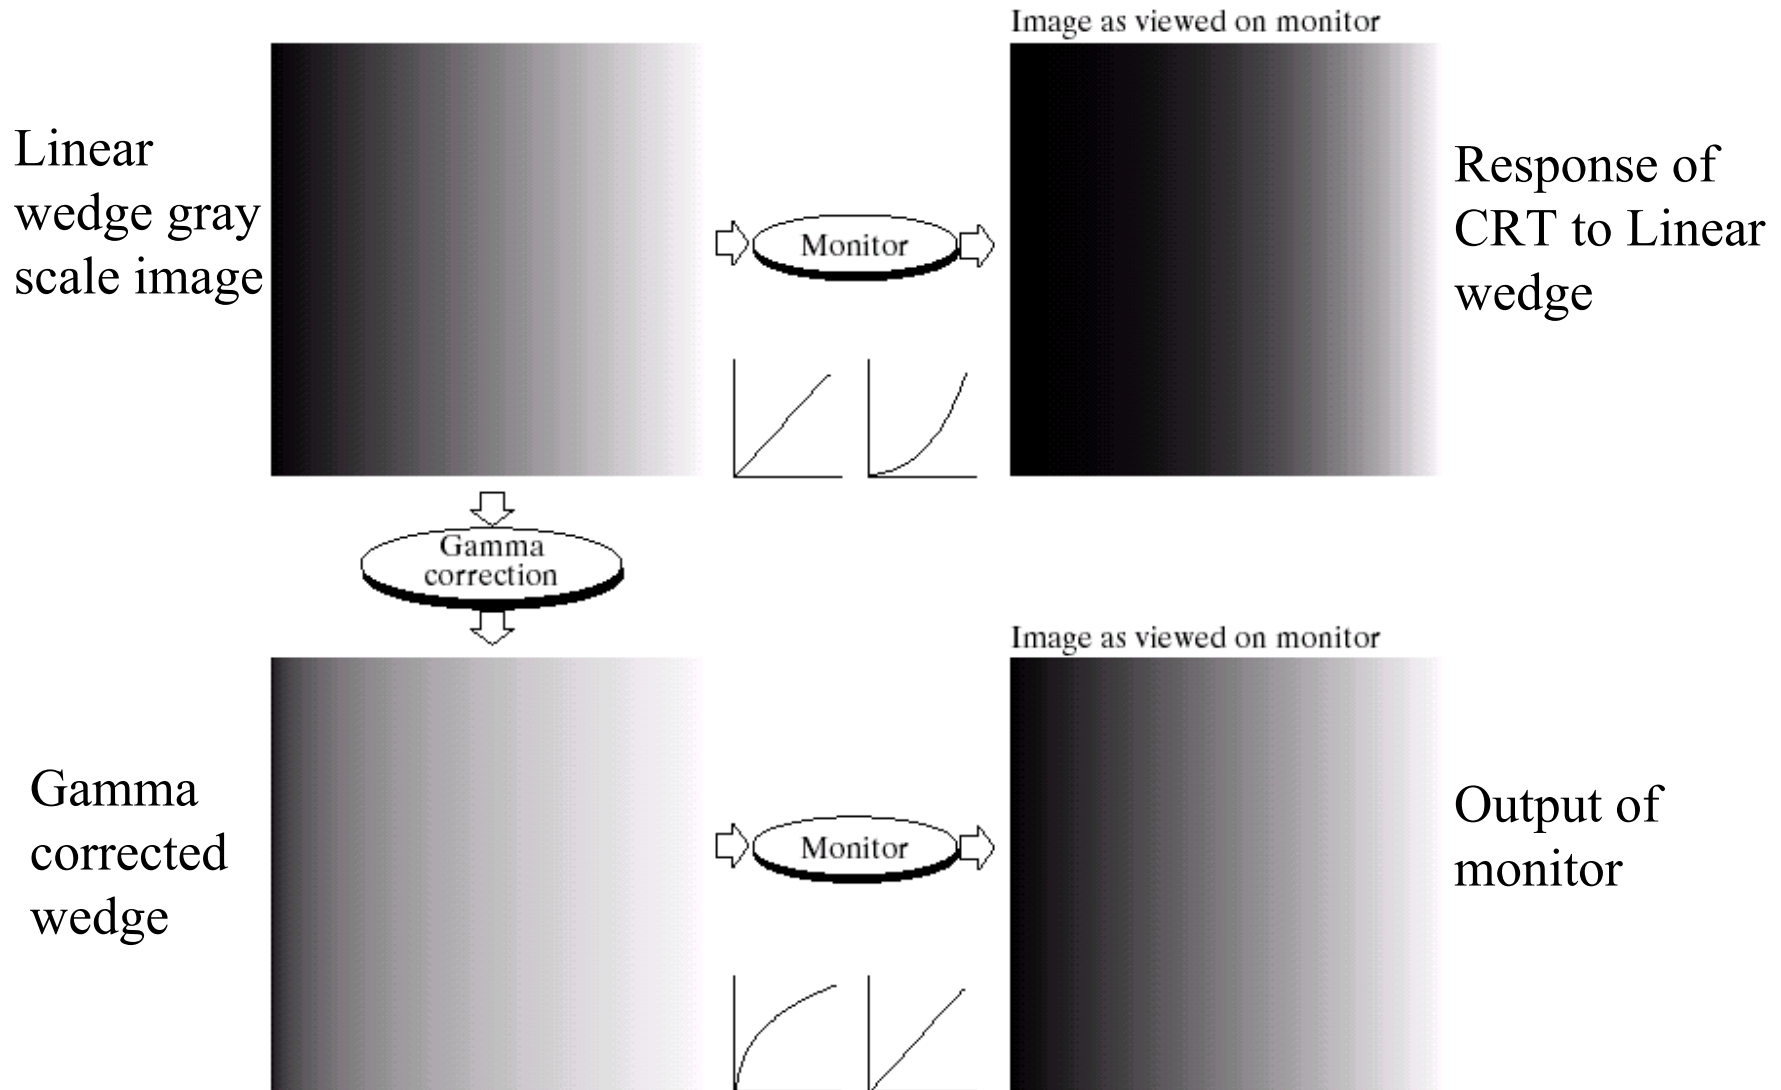 Image as viewed on monitor
Linear
wedge gray
scale image
Monitor
Response of
CRT to Linear
wedge
Gamma
correction
Image as viewed on monitor
Gamma
corrected
wedge
Monitor
Output of
monitor